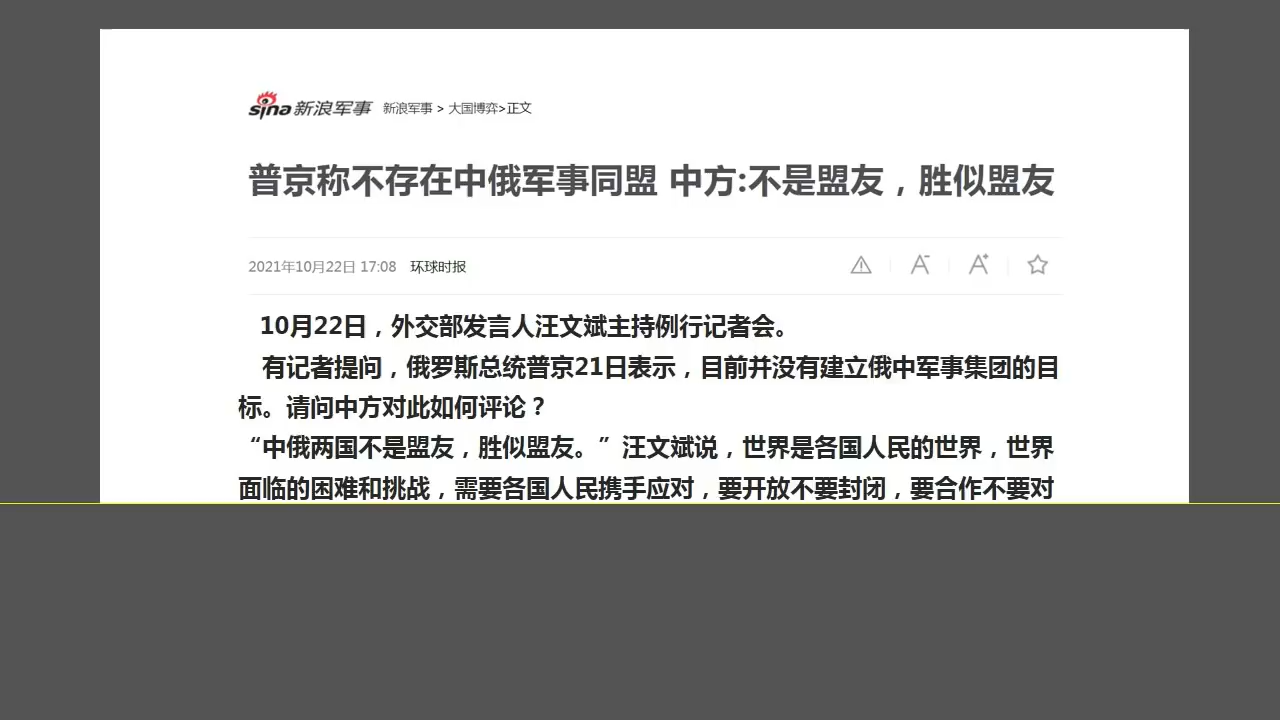 sina新浪军事 新浪军事 > 大国博弈>正文
普京称不存在中俄军事同盟 中方:不是盟友，胜似盟友
2021年10月22日 17:08 环球时报 A- A+
10月22日，外交部发言人汪文斌主持例行记者会。
有记者提问，俄罗斯总统普京21日表示，目前并没有建立俄中军事集团的目
标。请问中方对此如何评论？
“中俄两国不是盟友，胜似盟友。”汪文斌说，世界是各国人民的世界，世界
面临的困难和挑战，需要各国人民携手应对，要开放不要封闭，要合作不要对